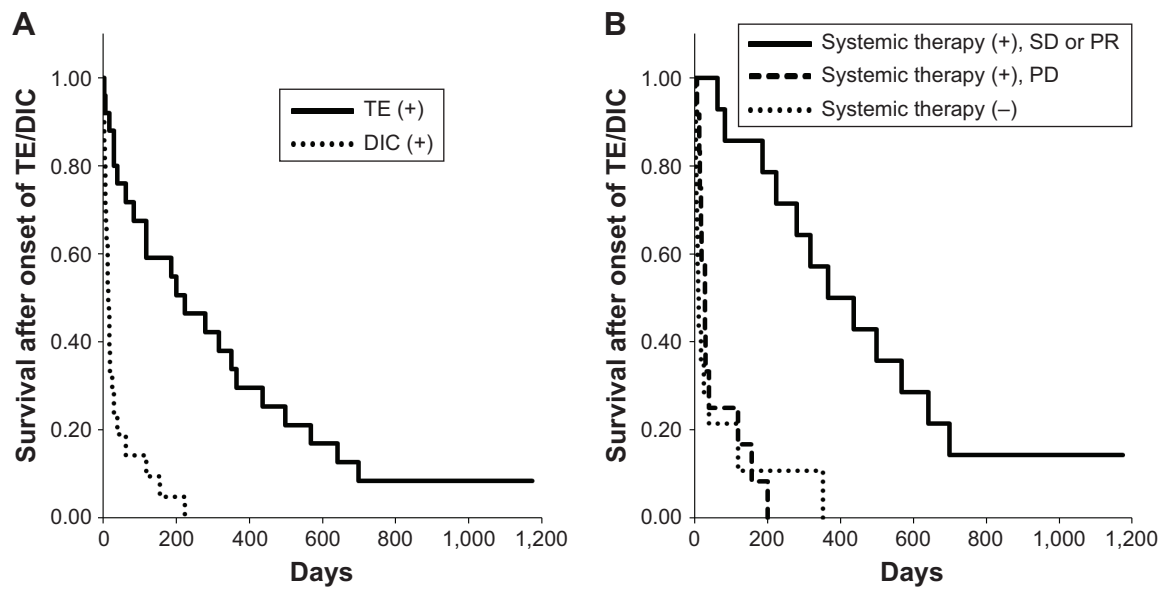 A
Survival after onset of TE/DIC
1.00
0.80
0.60
0.40
0.20
0.00
TE (+)
DIC (+)
0 200 400 600 800 1,000 1,200
Days
B
Survival after onset of TE/DIC
1.00
0.80
0.60
0.40
0.20
0.00
Systemic therapy (+), SD or PR
Systemic therapy (+), PD
Systemic therapy (–)
0 200 400 600 800 1,000 1,200
Days